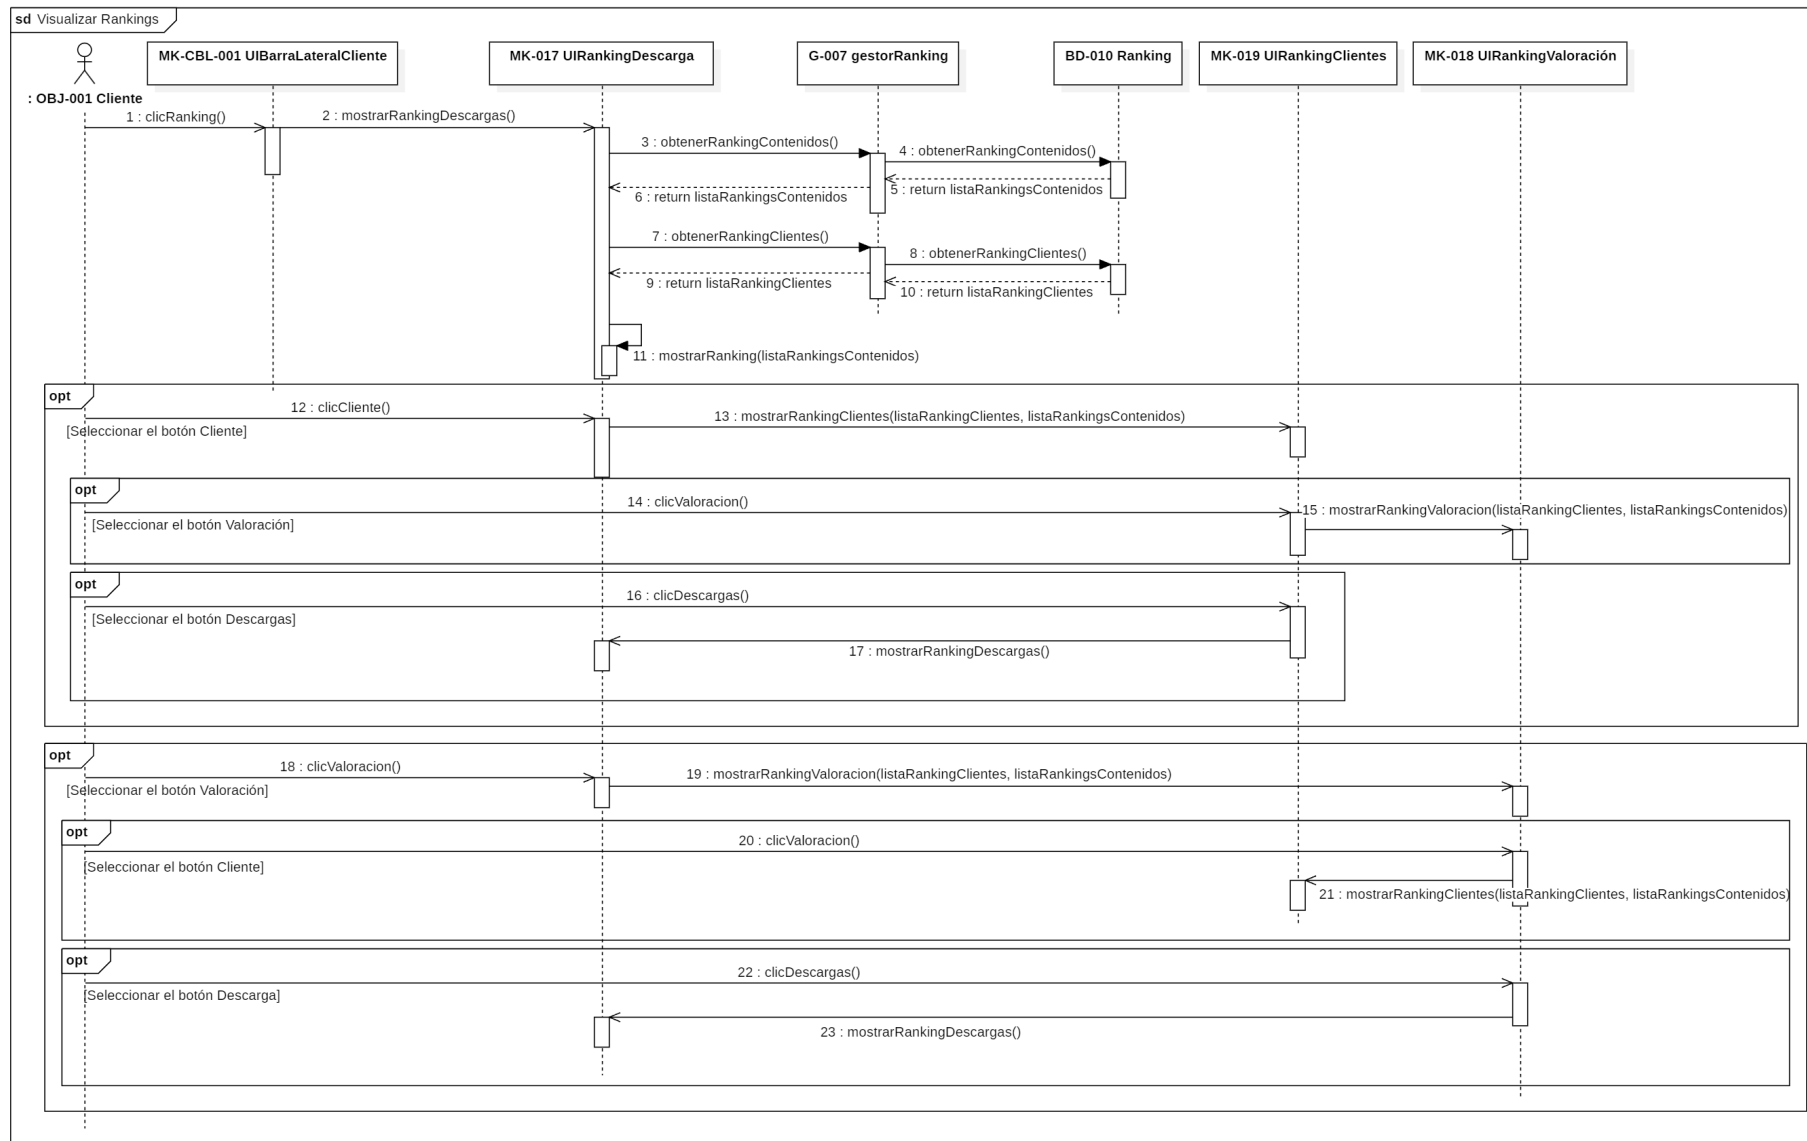 sd Visualizar Rankings
MK-CBL-001 UIBarraLateralCliente
MK-017 UIRankingDescarga
G-007 gestorRanking
BD-010 Ranking
MK-019 UIRankingClientes
MK-018 UIRankingValoración
: OBJ-001 Cliente
1 : clicRanking()
2 : mostrarRankingDescargas()
3 : obtenerRankingContenidos()
4 : obtenerRankingContenidos()
5 : return listaRankingsContenidos
6 : return listaRankingsContenidos
7 : obtenerRankingClientes()
8 : obtenerRankingClientes()
9 : return listaRankingClientes
10 : return listaRankingClientes
11 : mostrarRanking(listaRankingsContenidos)
opt
12 : clicCliente()
13 : mostrarRankingClientes(listaRankingClientes, listaRankingsContenidos)
[Seleccionar el botón Cliente]
opt
14 : clicValoracion()
15 : mostrarRankingValoracion(listaRankingClientes, listaRankingsContenidos)
[Seleccionar el botón Valoración]
opt
16 : clicDescargas()
[Seleccionar el botón Descargas]
17 : mostrarRankingDescargas()
opt
18 : clicValoracion()
19 : mostrarRankingValoracion(listaRankingClientes, listaRankingsContenidos)
[Seleccionar el botón Valoración]
opt
20 : clicValoracion()
[Seleccionar el botón Cliente]
21 : mostrarRankingClientes(listaRankingClientes, listaRankingsContenidos)
opt
22 : clicDescargas()
[Seleccionar el botón Descarga]
23 : mostrarRankingDescargas()